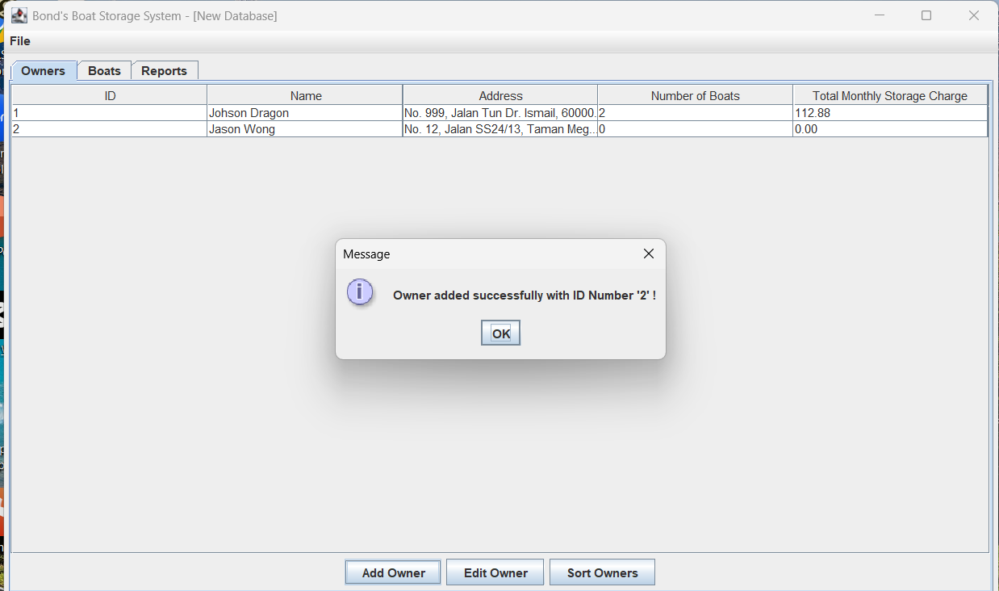 Bond's Boat Storage System - [New Database]
File
Owners Boats Reports
ID Name Address Number of Boats Total Monthly Storage Charge
1 Johson Dragon No. 999, Jalan Tun Dr. Ismail, 60000... 2 112.88
2 Jason Wong No. 12, Jalan SS24/13, Taman Meg... 0 0.00
Message
i
Owner added successfully with ID Number '2' !
OK
Add Owner Edit Owner Sort Owners